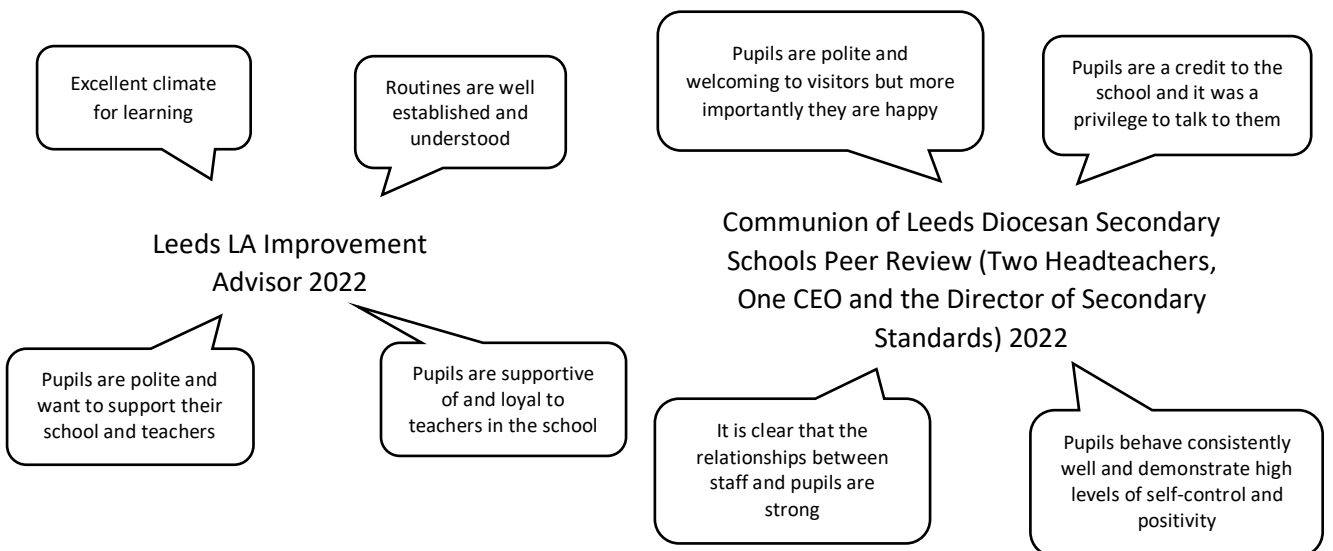 Excellent climate
for learning
Routines are well
established and
understood
Leeds LA Improvement
Advisor 2022
Pupils are polite and
want to support their
school and teachers
Pupils are supportive
of and loyal to
teachers in the school
Pupils are polite and
welcoming to visitors but more
importantly they are happy
Pupils are a credit to the
school and it was a
privilege to talk to them
Communion of Leeds Diocesan Secondary
Schools Peer Review (Two Headteachers,
One CEO and the Director of Secondary
Standards) 2022
It is clear that the
relationships between
staff and pupils are
strong
Pupils behave consistently
well and demonstrate high
levels of self-control and
positivity